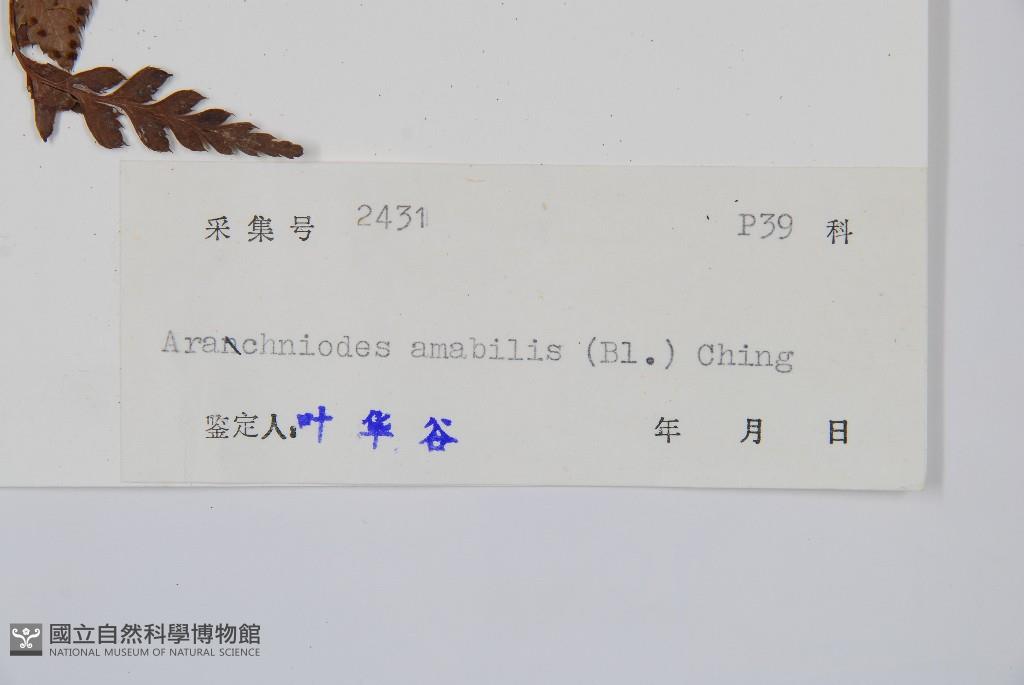 采集号 2431 P39 科
Aranchniodes amabilis (Bl.) Ching
鉴定人: 叶华谷 年 月 日
國立自然科學博物館
NATIONAL MUSEUM OF NATURAL SCIENCE